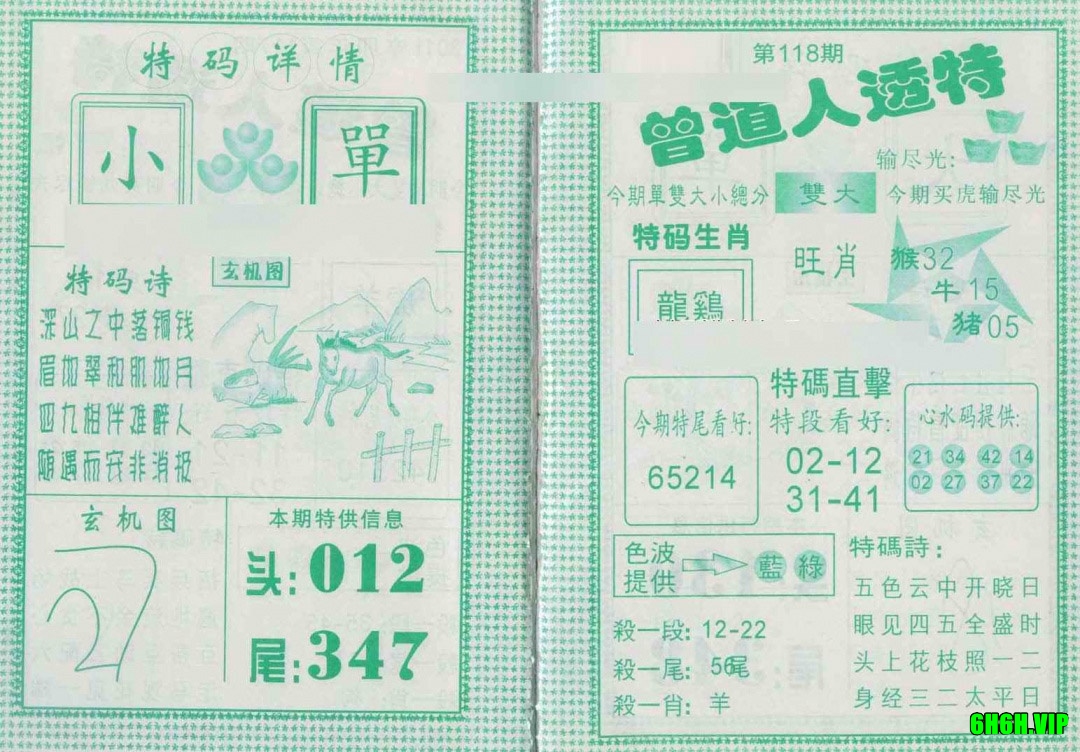 特码详情
小
單
特码诗
玄机图
深山之中落铜钱
眉如翠和肌如月
四九相伴难醉人
随遇而安非消极
玄机图
本期特供信息
头:012
尾:347
第118期
曾道人透特
输尽光:
今期單雙大小總分
雙大
今期买虎输尽光
特码生肖
龍鷄
旺肖
猴32
牛15
猪05
特碼直擊
今期特尾看好:
65214
特段看好:
02-12
31-41
心水码提供:
21 34 42 14
02 27 37 22
色波提供
藍綠
殺一段: 12-22
殺一尾: 56尾
殺一肖: 羊
特碼詩:
五色云中开晓日
眼见四五全盛时
头上花枝照一二
身经三二太平日
6H6H.VIP